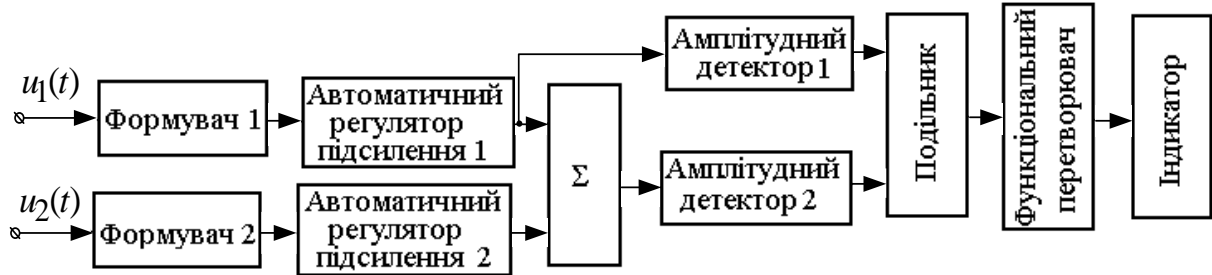 u1(t)
Формувач 1
Автоматичний
регулятор
підсилення 1
u2(t)
Формувач 2
Автоматичний
регулятор
підсилення 2
Σ
Амплітудний
детектор 1
Амплітудний
детектор 2
Подільник
Функціональний
перетворювач
Індикатор